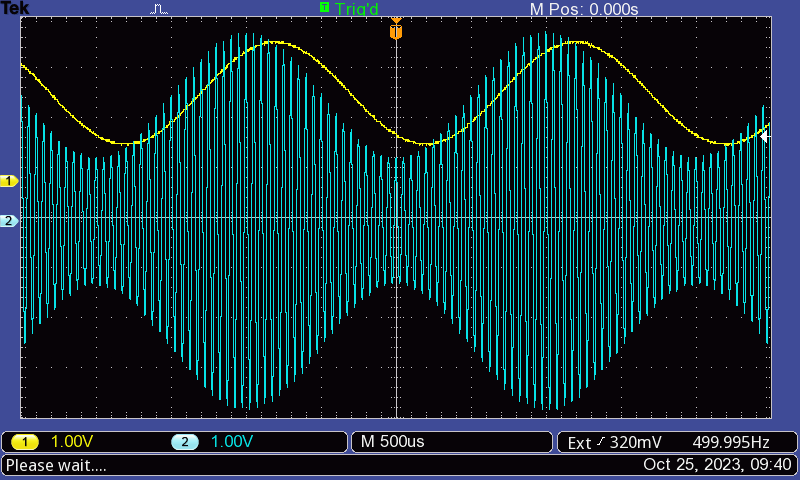 Tek T Trig'd M Pos: 0.000s
T
1
2
1 1.00V 2 1.00V M 500us Ext 320mV 499.995Hz
Please wait.... Oct 25, 2023, 09:40